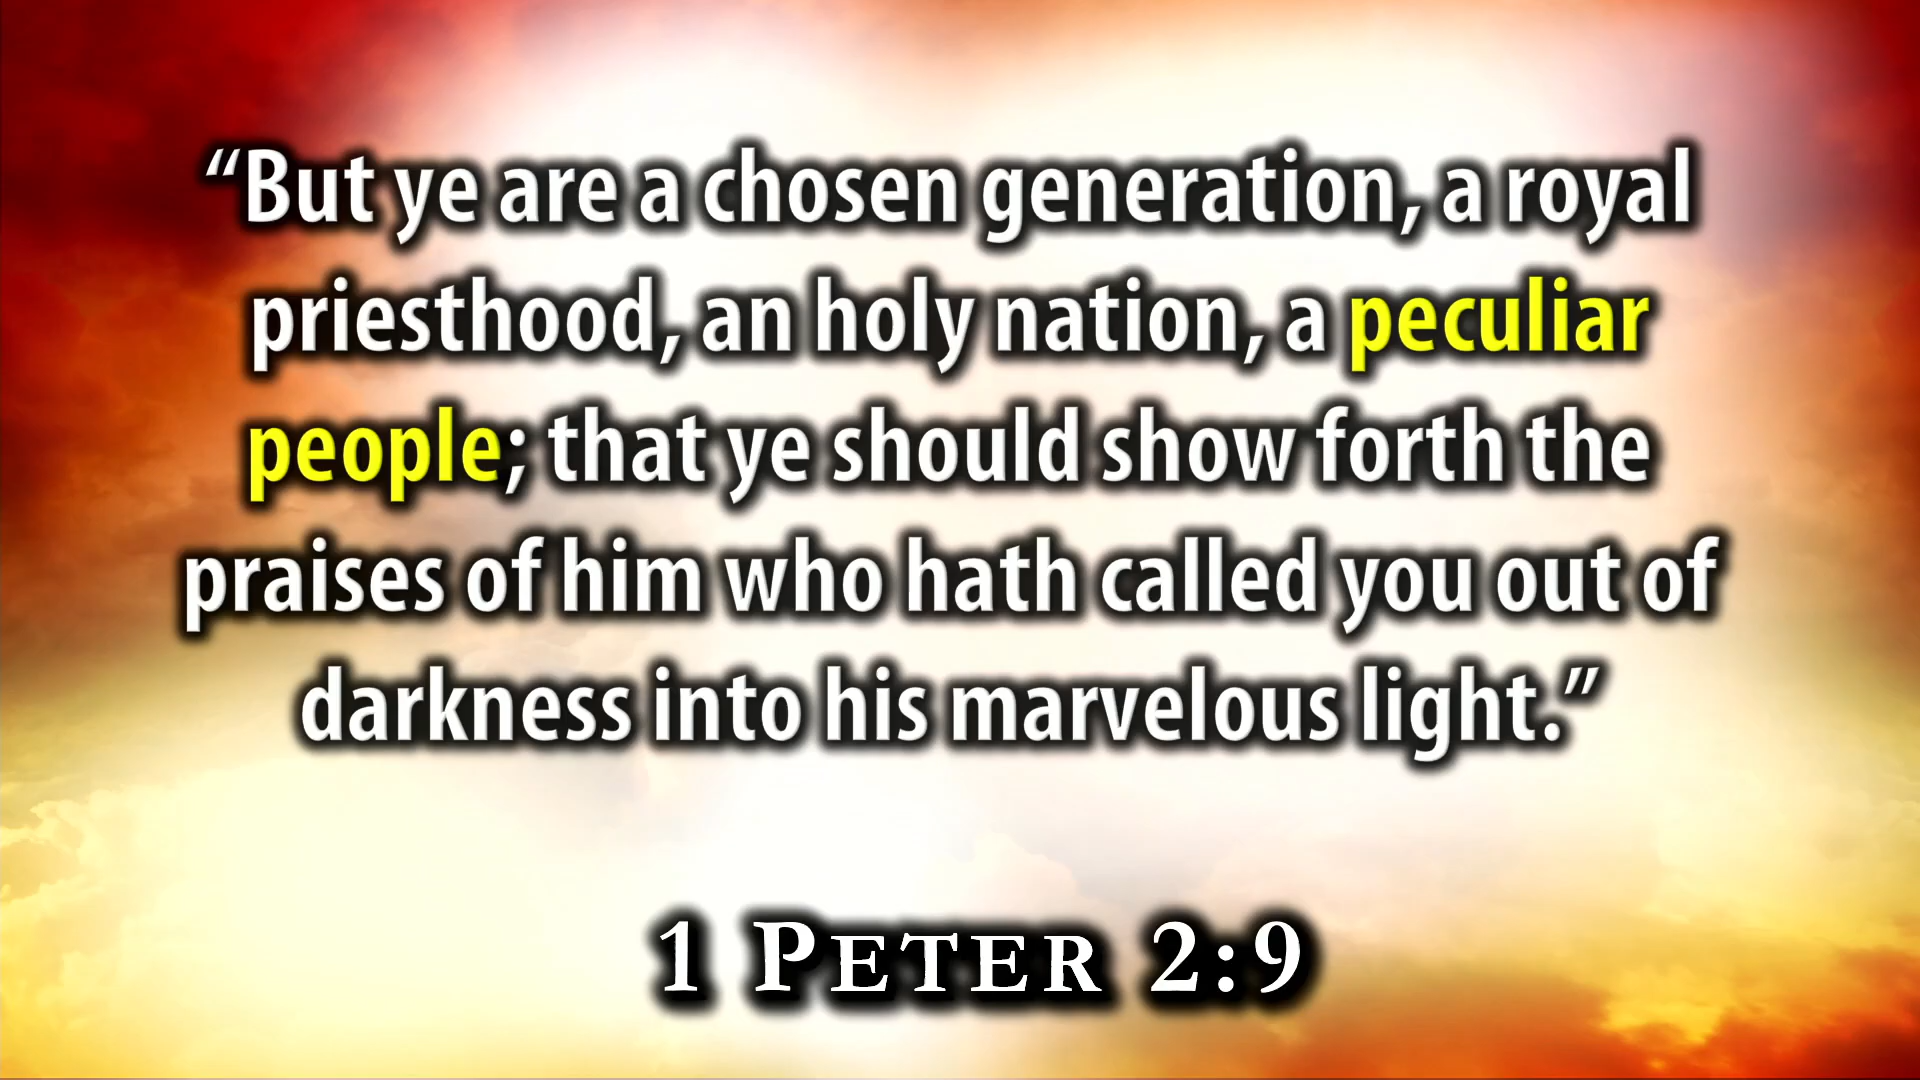 “But ye are a chosen generation, a royal
priesthood, an holy nation, a peculiar
people; that ye should show forth the
praises of him who hath called you out of
darkness into his marvelous light.”
1 PETER 2:9